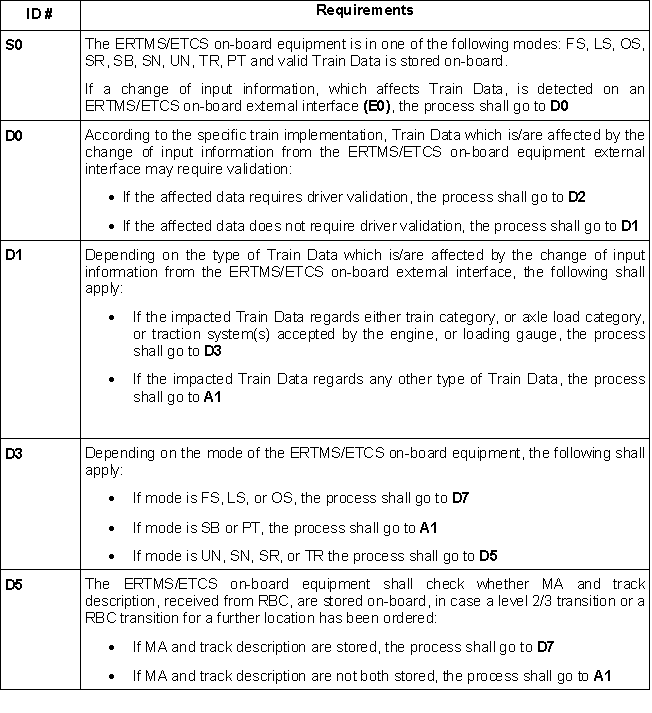 ID #
Requirements
S0
The ERTMS/ETCS on-board equipment is in one of the following modes: FS, LS, OS,
SR, SB, SN, UN, TR, PT and valid Train Data is stored on-board.
If a change of input information, which affects Train Data, is detected on an
ERTMS/ETCS on-board external interface (E0), the process shall go to D0
D0
According to the specific train implementation, Train Data which is/are affected by the
change of input information from the ERTMS/ETCS on-board equipment external
interface may require validation:
• If the affected data requires driver validation, the process shall go to D2
• If the affected data does not require driver validation, the process shall go to D1
D1
Depending on the type of Train Data which is/are affected by the change of input
information from the ERTMS/ETCS on-board external interface, the following shall
apply:
• If the impacted Train Data regards either train category, or axle load category,
or traction system(s) accepted by the engine, or loading gauge, the process
shall go to D3
• If the impacted Train Data regards any other type of Train Data, the process
shall go to A1
D3
Depending on the mode of the ERTMS/ETCS on-board equipment, the following shall
apply:
• If mode is FS, LS, or OS, the process shall go to D7
• If mode is SB or PT, the process shall go to A1
• If mode is UN, SN, SR, or TR the process shall go to D5
D5
The ERTMS/ETCS on-board equipment shall check whether MA and track
description, received from RBC, are stored on-board, in case a level 2/3 transition or a
RBC transition for a further location has been ordered:
• If MA and track description are stored, the process shall go to D7
• If MA and track description are not both stored, the process shall go to A1